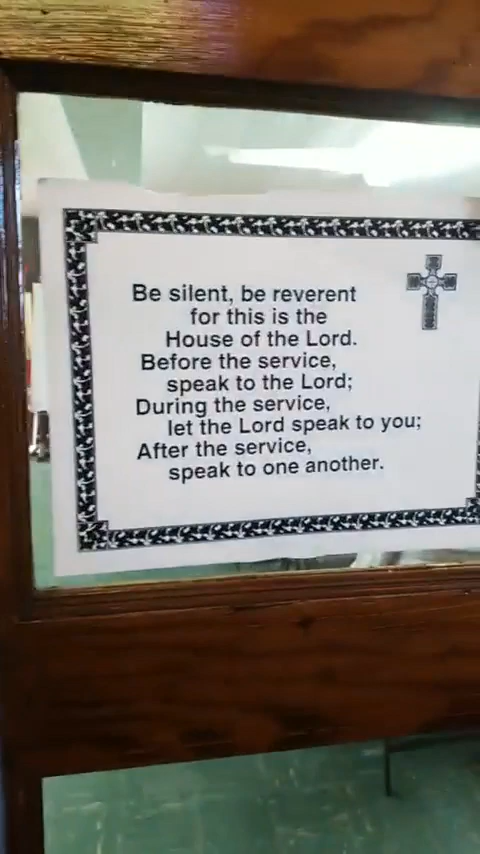 Be silent, be reverent
for this is the
House of the Lord.
Before the service,
speak to the Lord;
During the service,
let the Lord speak to you;
After the service,
speak to one another.